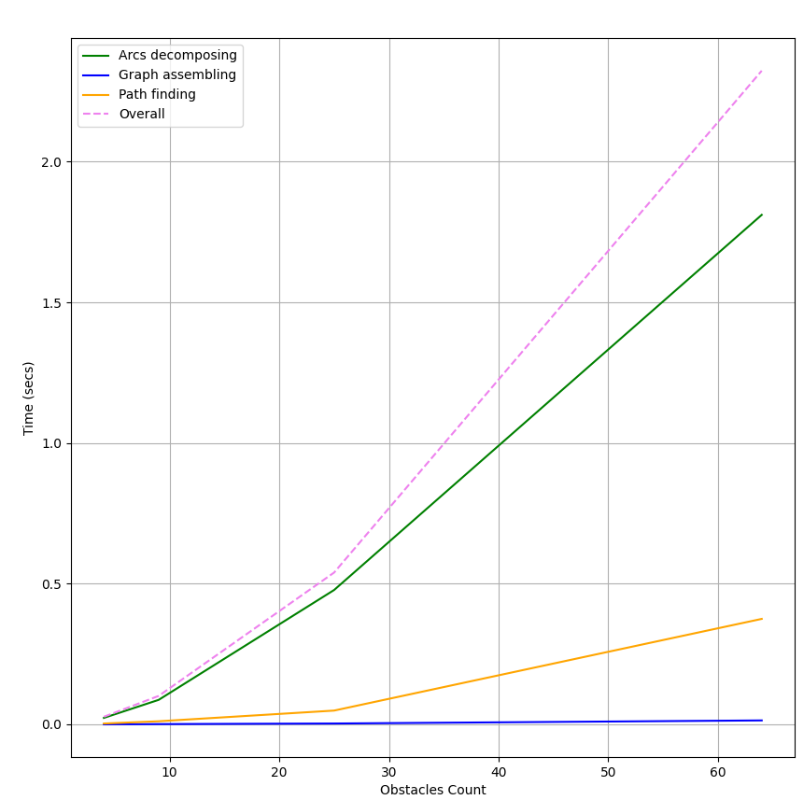 Arcs decomposing
Graph assembling
Path finding
Overall
2.0
1.5
1.0
0.5
0.0
Time (secs)
10 20 30 40 50 60
Obstacles Count